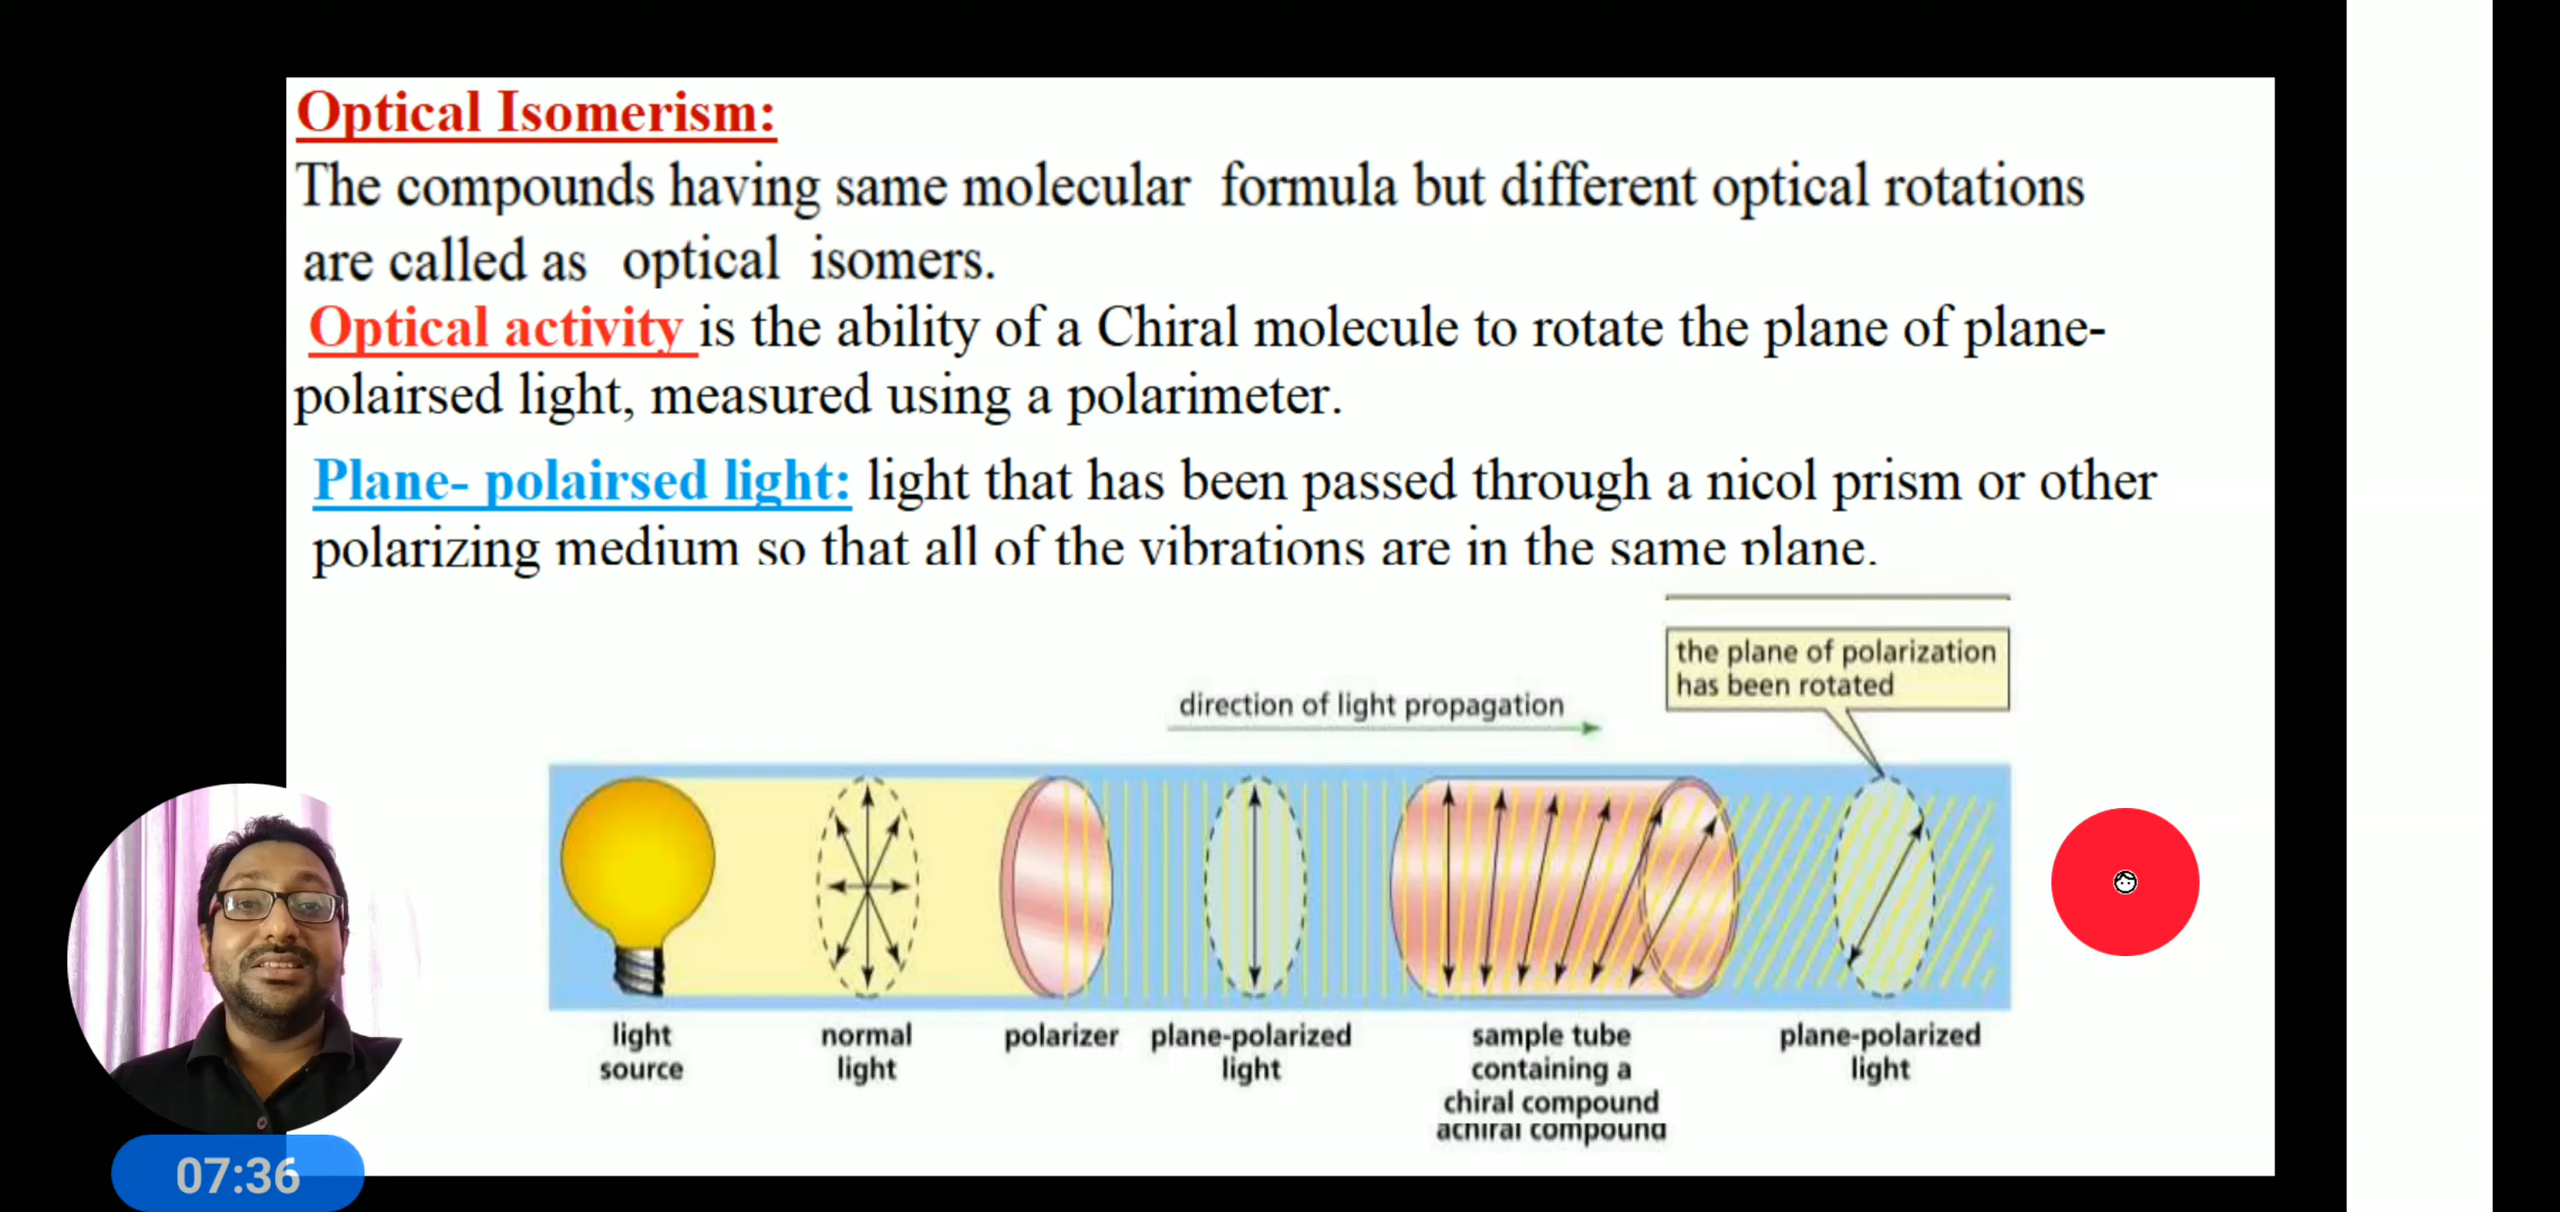 Optical Isomerism:
The compounds having same molecular formula but different optical rotations
are called as optical isomers.
Optical activity is the ability of a Chiral molecule to rotate the plane of plane-
polairsed light, measured using a polarimeter.
Plane- polairsed light: light that has been passed through a nicol prism or other
polarizing medium so that all of the vibrations are in the same plane.
the plane of polarization
has been rotated
direction of light propagation
light
source
normal
light
polarizer
plane-polarized
light
sample tube
containing a
chiral compound
achiral compound
plane-polarized
light
07:36